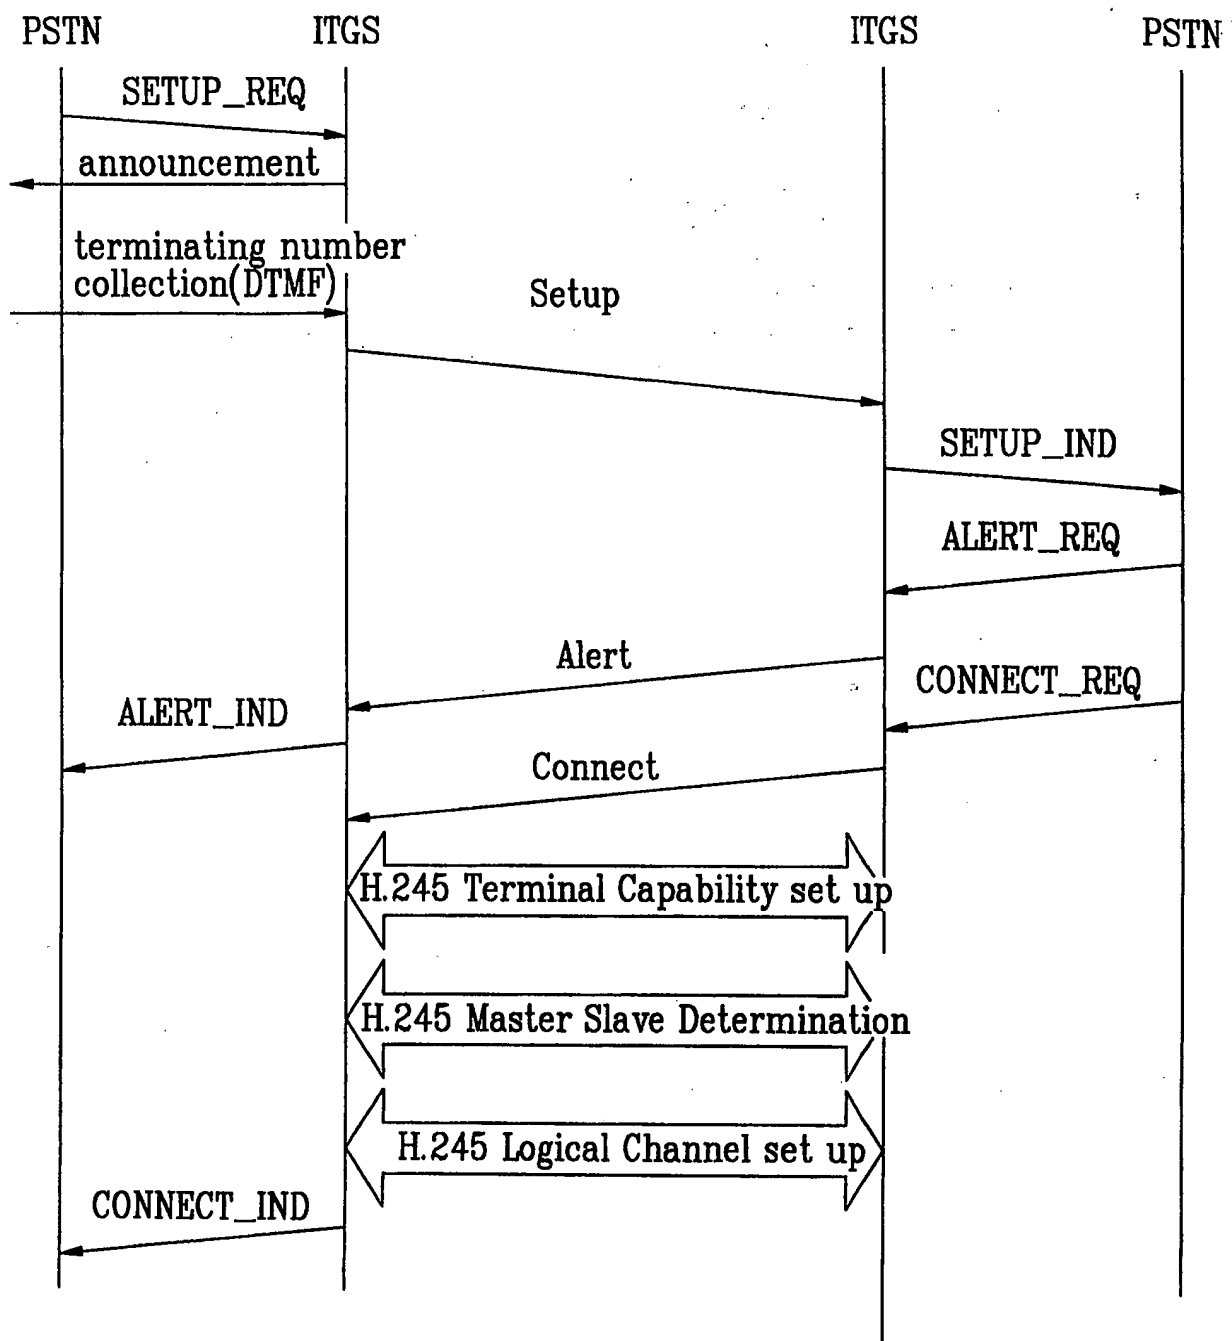 PSTN ITGS ITGS PSTN
SETUP_REQ
announcement
terminating number
collection(DTMF)
Setup
SETUP_IND
ALERT_REQ
Alert
CONNECT_REQ
ALERT_IND
Connect
H.245 Terminal Capability set up
H.245 Master Slave Determination
H.245 Logical Channel set up
CONNECT_IND